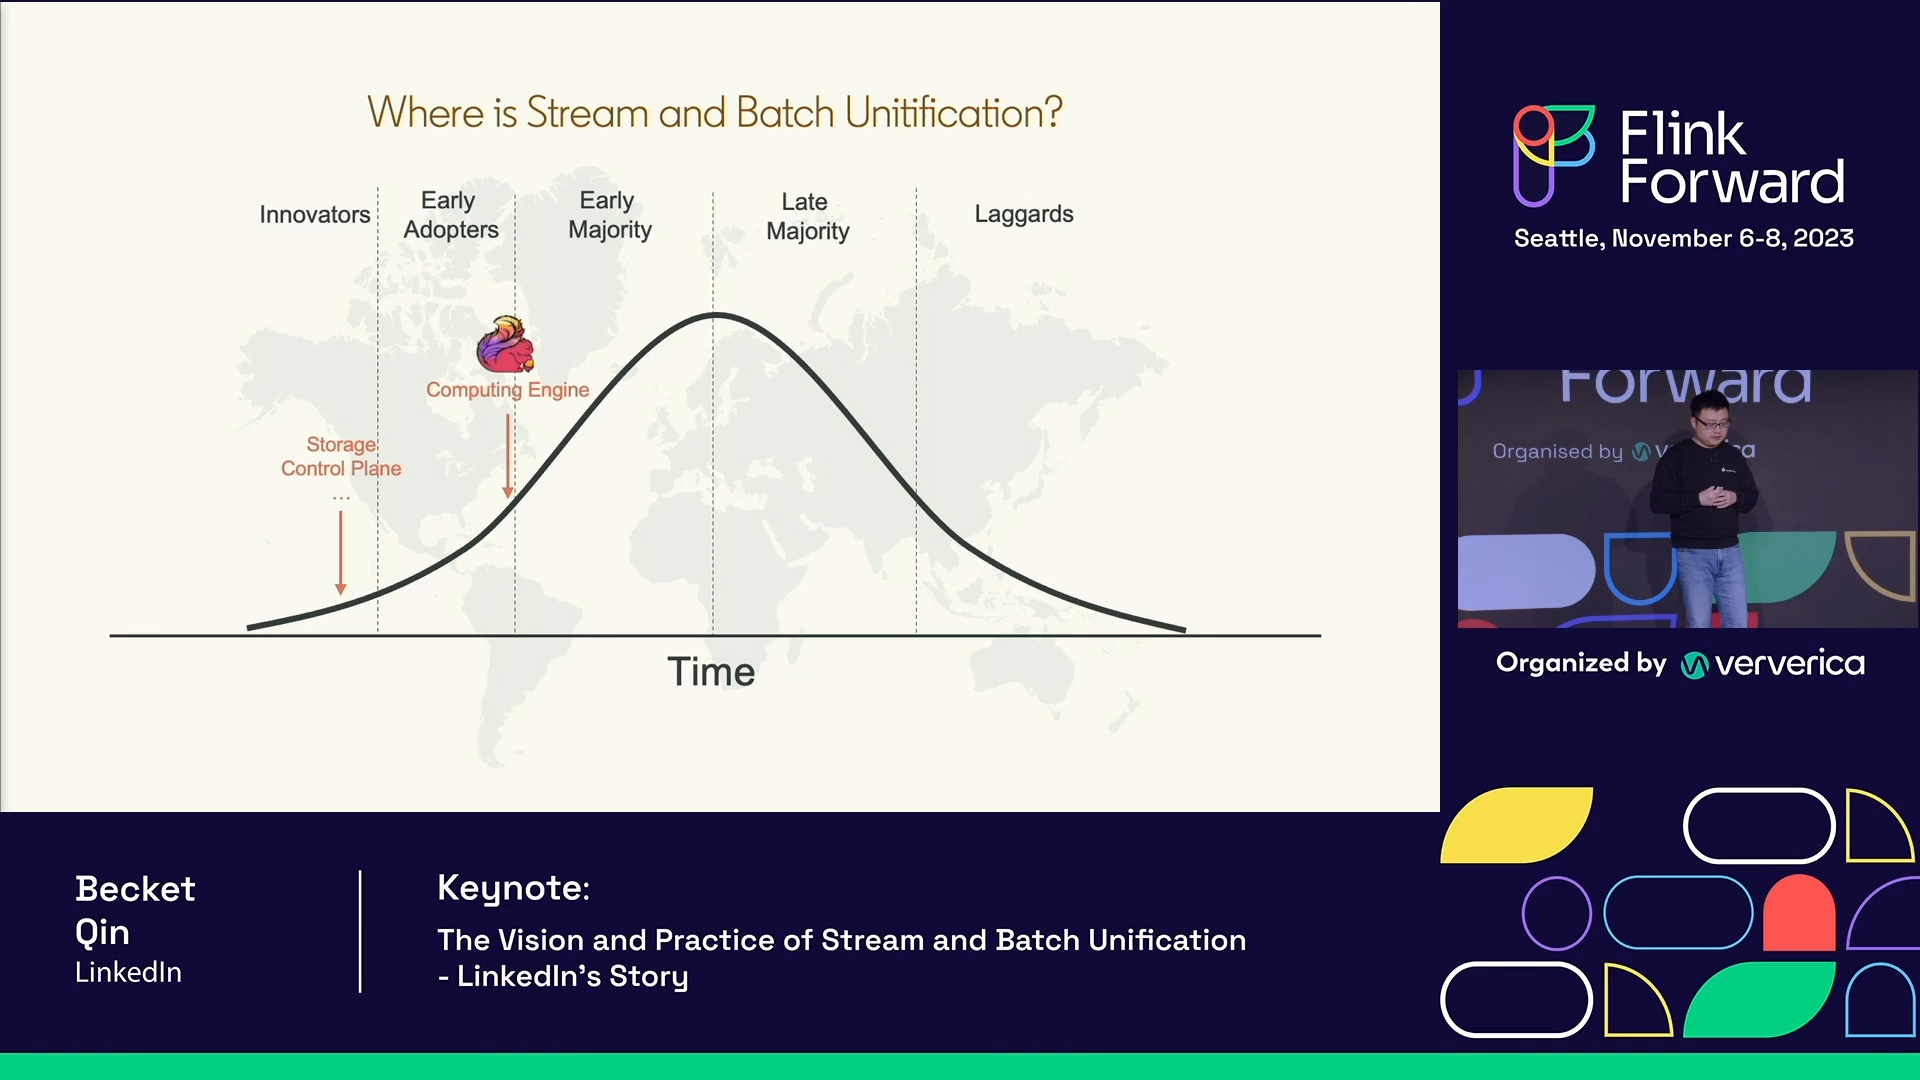 Where is Stream and Batch Unitification?
Innovators
Early
Adopters
Early
Majority
Late
Majority
Laggards
Computing Engine
Storage
Control Plane
...
Time
Flink
Forward
Seattle, November 6-8, 2023
Forward
Organised by
Organized by ververica
Becket
Qin
LinkedIn
Keynote:
The Vision and Practice of Stream and Batch Unification
- LinkedIn's Story